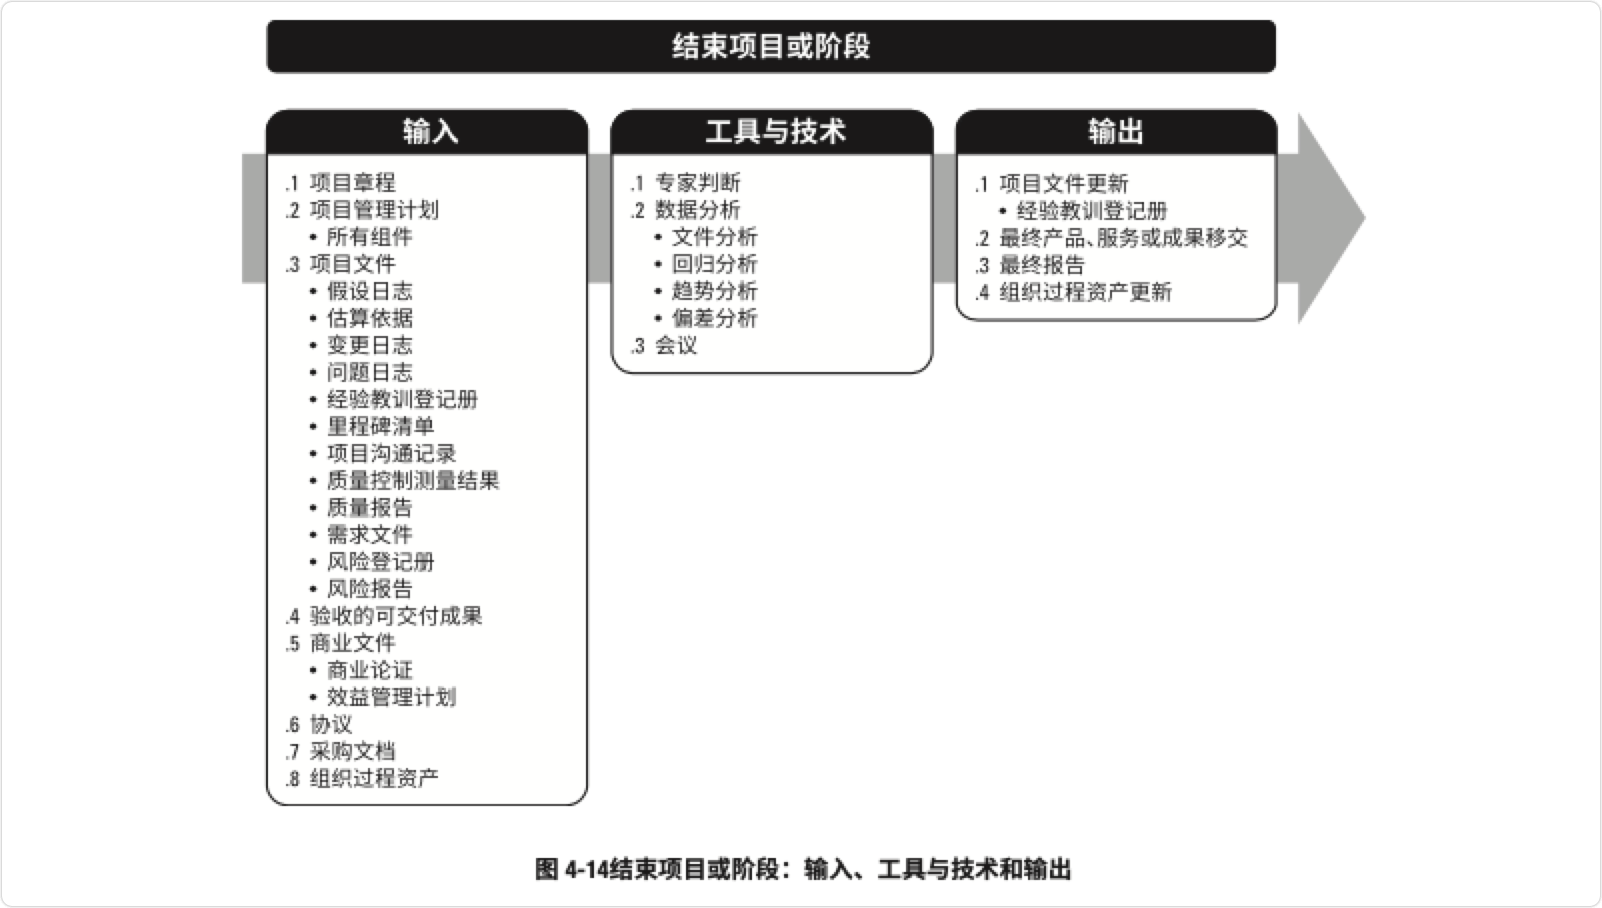 结束项目或阶段
输入
.1 项目章程
.2 项目管理计划
• 所有组件
.3 项目文件
• 假设日志
• 估算依据
• 变更日志
• 问题日志
• 经验教训登记册
• 里程碑清单
• 项目沟通记录
• 质量控制测量结果
• 质量报告
• 需求文件
• 风险登记册
• 风险报告
.4 验收的可交付成果
.5 商业文件
• 商业论证
• 效益管理计划
.6 协议
.7 采购文档
.8 组织过程资产
工具与技术
.1 专家判断
.2 数据分析
• 文件分析
• 回归分析
• 趋势分析
• 偏差分析
.3 会议
输出
.1 项目文件更新
• 经验教训登记册
.2 最终产品、服务或成果移交
.3 最终报告
.4 组织过程资产更新
图 4-14结束项目或阶段：输入、工具与技术和输出